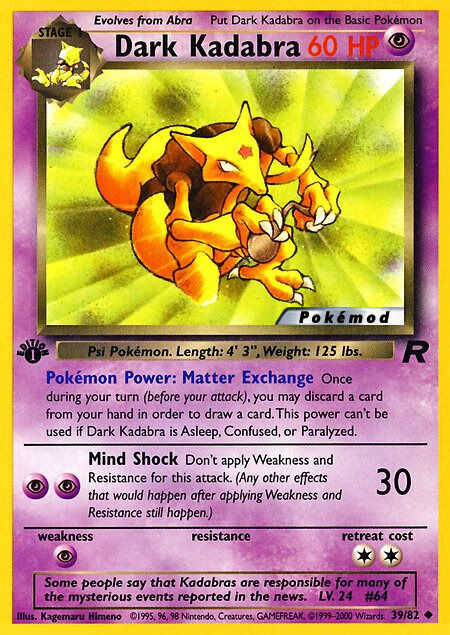 Evolves from Abra Put Dark Kadabra on the Basic Pokémon
STAGE 1
Dark Kadabra 60 HP
Pokémod
EDITION
1
Psi Pokémon. Length: 4' 3", Weight: 125 lbs.
R
Pokémon Power: Matter Exchange Once
during your turn (before your attack), you may discard a card
from your hand in order to draw a card. This power can't be
used if Dark Kadabra is Asleep, Confused, or Paralyzed.
Mind Shock Don't apply Weakness and
Resistance for this attack. (Any other effects
that would happen after applying Weakness and
Resistance still happen.)
30
weakness resistance retreat cost
Some people say that Kadabras are responsible for many of
the mysterious events reported in the news. LV. 24 #64
Illus. Kagemaru Himeno ©1995, 96, 98 Nintendo, Creatures, GAMEFREAK. ©1999-2000 Wizards. 39/82